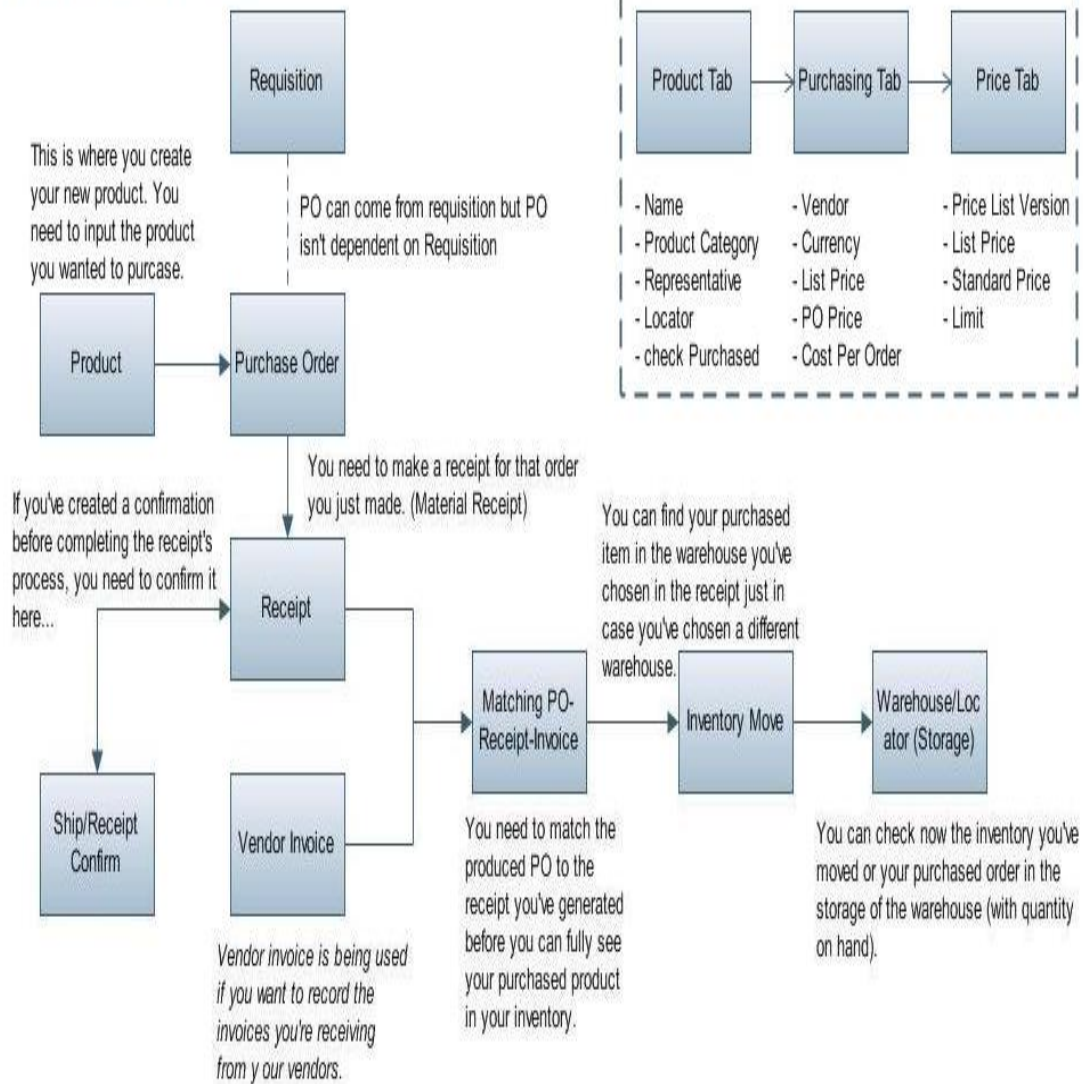 Requisition
This is where you create
your new product. You
need to input the product
you wanted to purcase.
PO can come from requisition but PO
isn't dependent on Requisition
Product
Purchase Order
Product Tab
Purchasing Tab
Price Tab
- Name
- Product Category
- Representative
- Locator
- check Purchased
- Vendor
- Currency
- List Price
- PO Price
- Cost Per Order
- Price List Version
- List Price
- Standard Price
- Limit
You need to make a receipt for that order
you just made. (Material Receipt)
If you've created a confirmation
before completing the receipt's
process, you need to confirm it
here...
Receipt
You can find your purchased
item in the warehouse you've
chosen in the receipt just in
case you've chosen a different
warehouse.
Matching PO-
Receipt-Invoice
Inventory Move
Warehouse/Loc
ator (Storage)
Ship/Receipt
Confirm
Vendor Invoice
You need to match the
produced PO to the
receipt you've generated
before you can fully see
your purchased product
in your inventory.
You can check now the inventory you've
moved or your purchased order in the
storage of the warehouse (with quantity
on hand).
Vendor invoice is being used
if you want to record the
invoices you're receiving
from y our vendors.